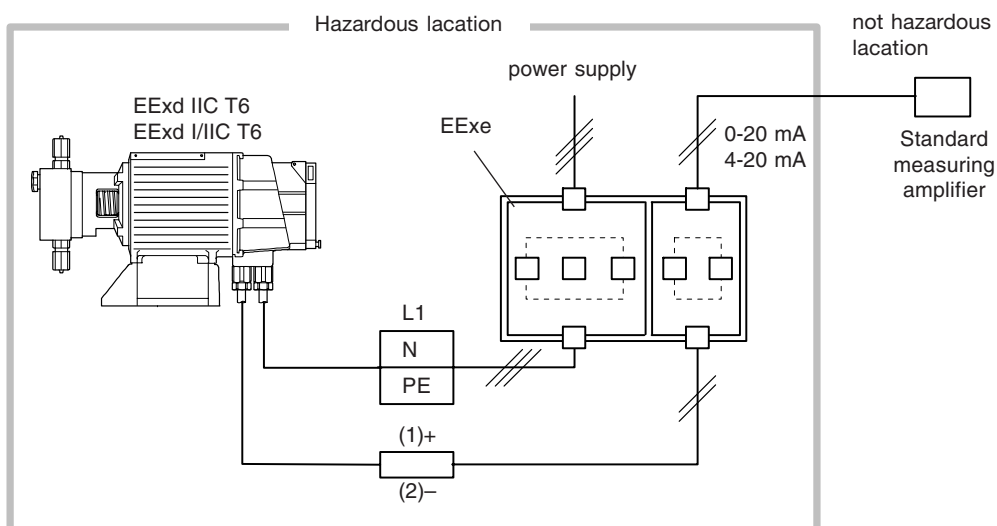 Hazardous lacation
not hazardous
lacation
power supply
EExd IIC T6
EExd I/IIC T6
EExe
0-20 mA
4-20 mA
Standard
measuring
amplifier
L1
N
PE
(1)+
(2)–